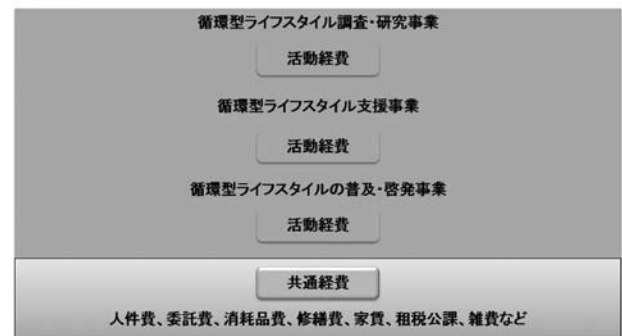 循環型ライフスタイル調査・研究事業
活動経費
循環型ライフスタイル支援事業
活動経費
循環型ライフスタイルの普及・啓発事業
活動経費
共通経費
人件費、委託費、消耗品費、修繕費、家賃、租税公課、雑費など